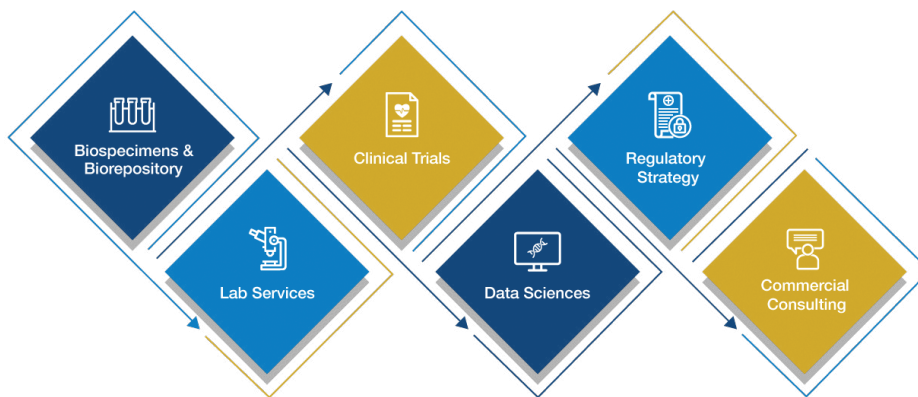 Biospecimens &
Biorepository
Lab Services
Clinical Trials
Data Sciences
Regulatory
Strategy
Commercial
Consulting